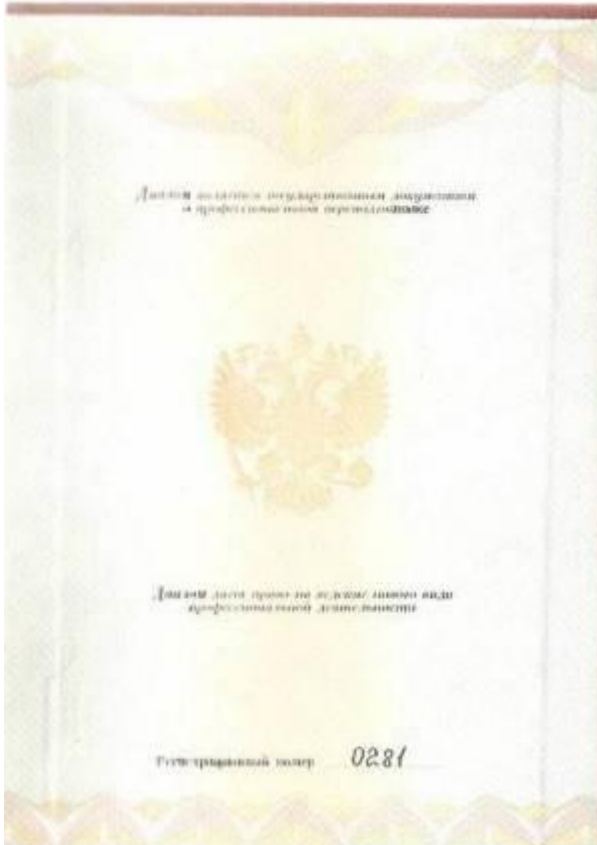 Диплом является государственным документом
о профессиональной переподготовке
Диплом дает право на ведение нового вида
профессиональной деятельности
Регистрационный номер 0281